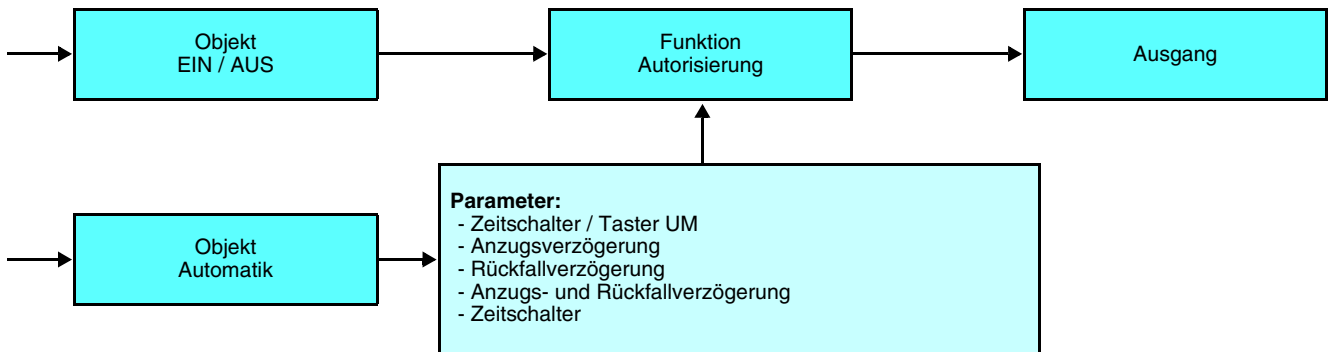 Objekt
EIN / AUS
Funktion
Autorisierung
Ausgang
Objekt
Automatik
Parameter:
- Zeitschalter / Taster UM
- Anzugsverzögerung
- Rückfallverzögerung
- Anzugs- und Rückfallverzögerung
- Zeitschalter